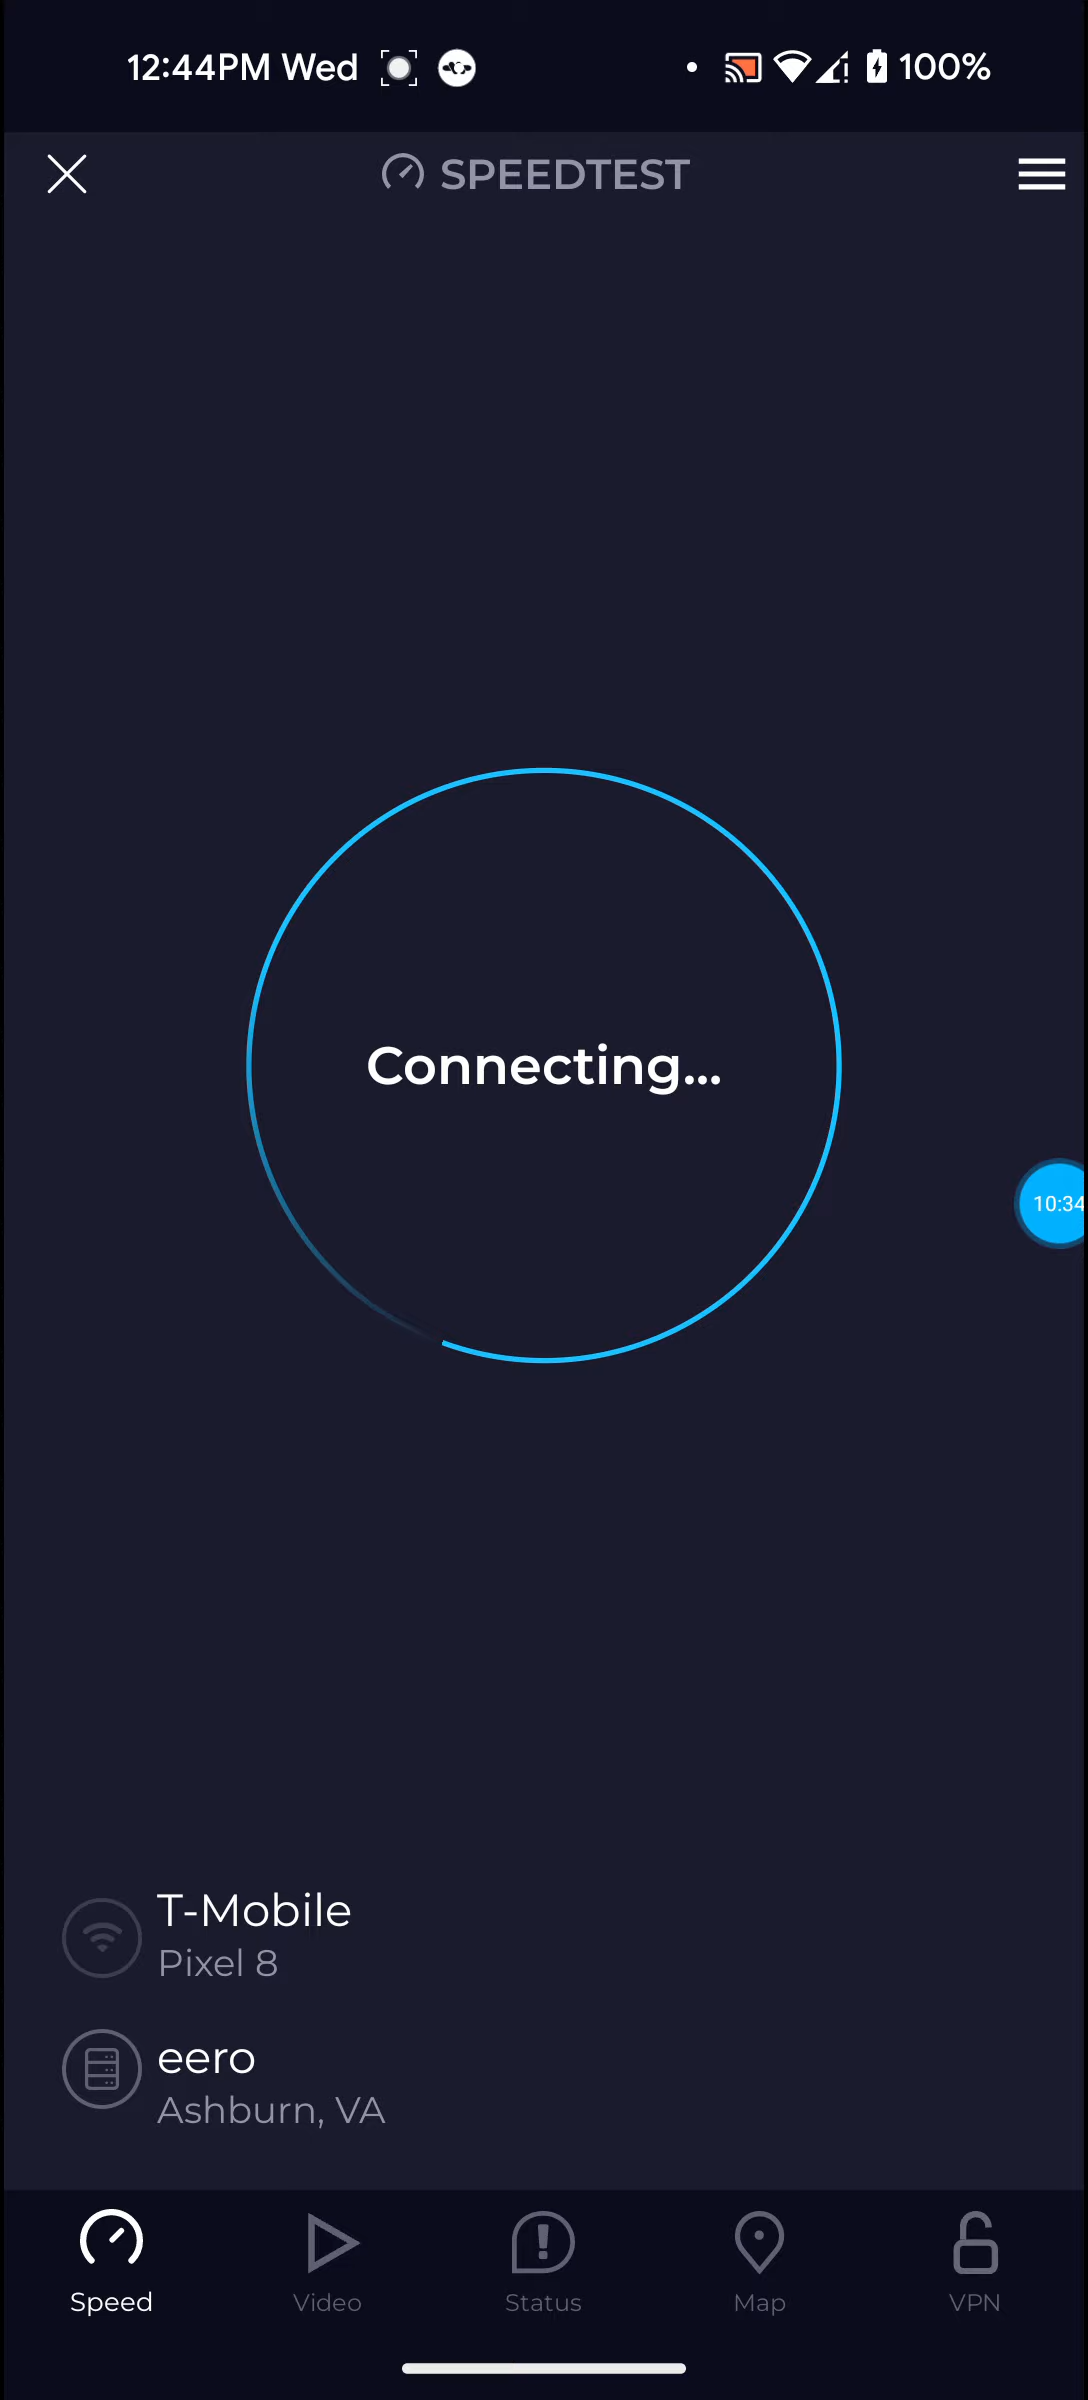 12:44PM Wed 100%
SPEEDTEST
Connecting...
10:34
T-Mobile
Pixel 8
eero
Ashburn, VA
Speed Video Status Map VPN